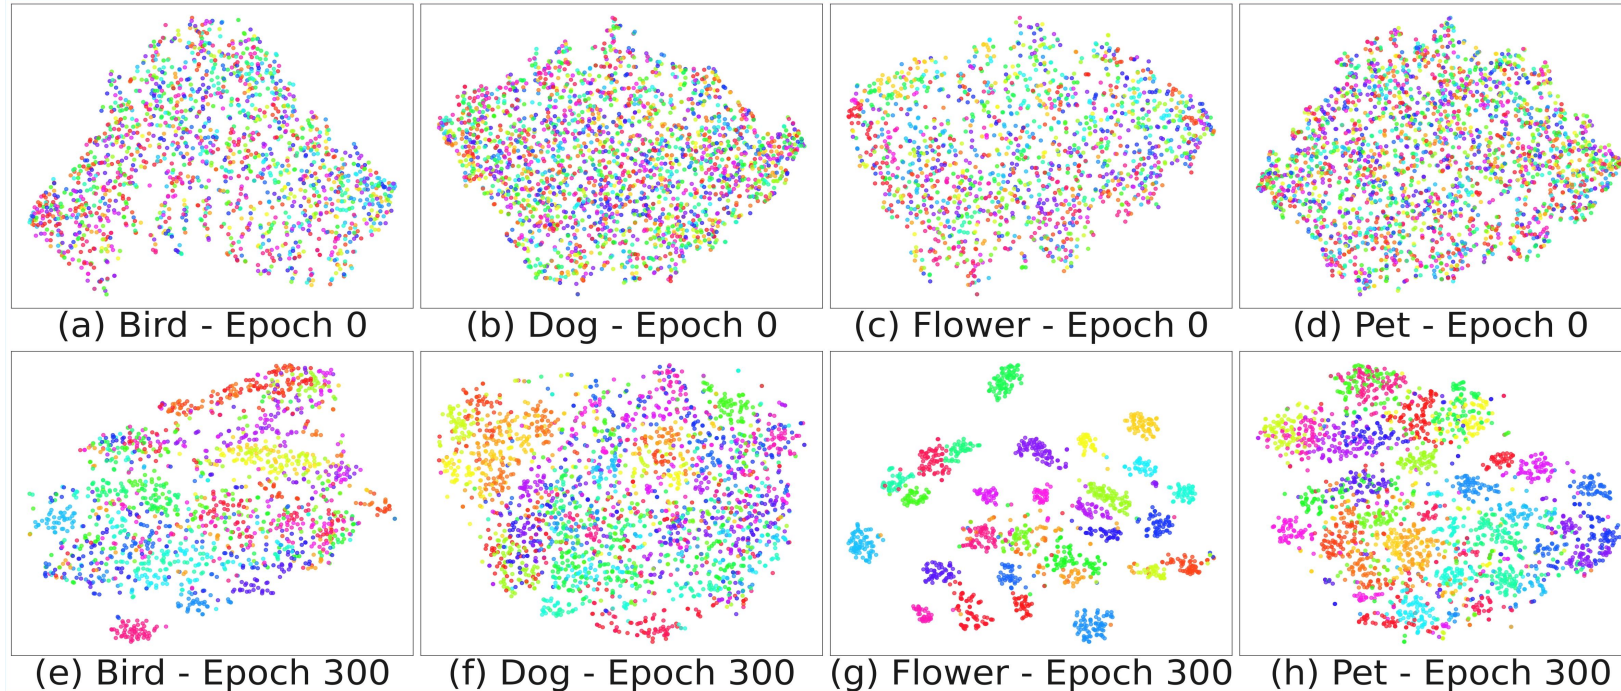 (a) Bird - Epoch 0
(b) Dog - Epoch 0
(c) Flower - Epoch 0
(d) Pet - Epoch 0
(e) Bird - Epoch 300
(f) Dog - Epoch 300
(g) Flower - Epoch 300
(h) Pet - Epoch 300